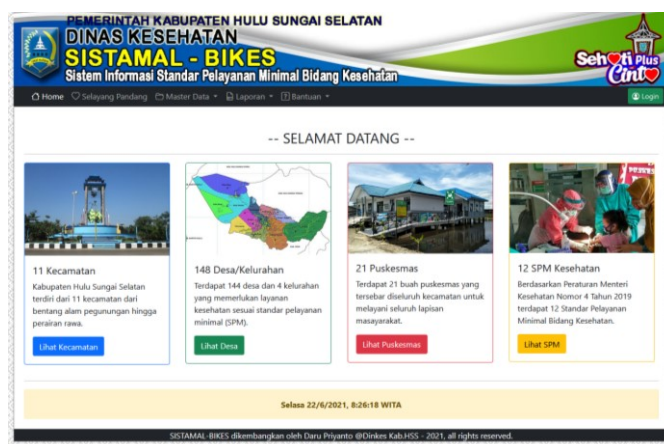 PEMERINTAH KABUPATEN HULU SUNGAI SELATAN
DINAS KESEHATAN
SISTAMAL - BIKES
Sistem Informasi Standar Pelayanan Minimal Bidang Kesehatan
Sehati Plus
Cinta
Home Selayang Pandang Master Data Laporan Bantuan Login
-- SELAMAT DATANG --
11 Kecamatan
Kabupaten Hulu Sungai Selatan
terdiri dari 11 kecamatan dari
bentang alam pegunungan hingga
perairan rawa.
Lihat Kecamatan
148 Desa/Kelurahan
Terdapat 144 desa dan 4 kelurahan
yang memerlukan layanan
kesehatan sesuai standar pelayanan
minimal (SPM).
Lihat Desa
21 Puskesmas
Terdapat 21 buah puskesmas yang
tersebar diseluruh kecamatan untuk
melayani seluruh lapisan
masayarakat.
Lihat Puskesmas
12 SPM Kesehatan
Berdasarkan Peraturan Menteri
Kesehatan Nomor 4 Tahun 2019
terdapat 12 Standar Pelayanan
Minimal Bidang Kesehatan.
Lihat SPM
Selasa 22/6/2021, 8:26:18 WITA
SISTAMAL-BIKES dikembangkan oleh Daru Priyanto @Dinkes Kab.HSS - 2021, all rights reserved.